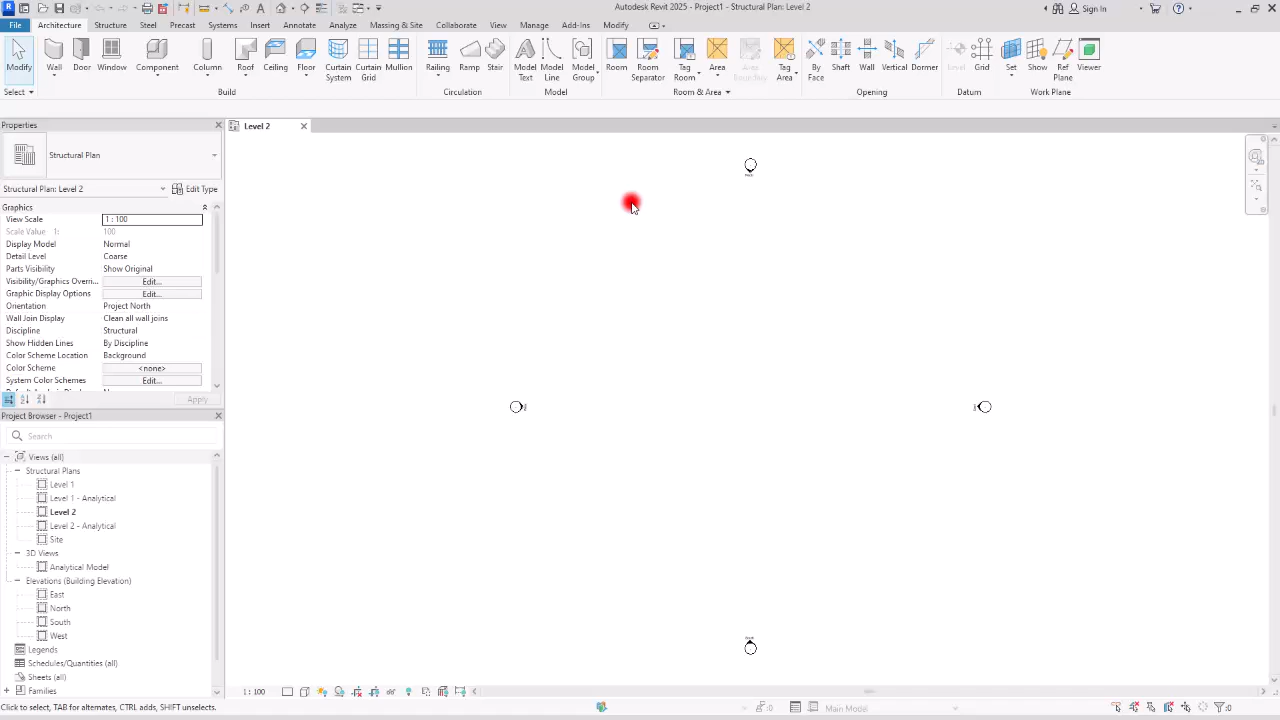 Autodesk Revit 2025 - Project1 - Structural Plan: Level 2
Sign In
File Architecture Structure Steel Precast Systems Insert Annotate Analyze Massing & Site Collaborate View Manage Add-Ins Modify
Modify Wall Door Window Component Column Roof Ceiling Floor Curtain System Curtain Grid Mullion Railing Ramp Stair Model Text Model Line Model Group Room Room Separator Tag Room Area Area Boundary Tag Area By Face Shaft Wall Vertical Dormer Level Grid Set Show Ref Plane Viewer
Select Build Circulation Model Room & Area Opening Datum Work Plane
Properties
Level 2
Structural Plan
Structural Plan: Level 2 Edit Type
Graphics
View Scale 1 : 100
Scale Value 1: 100
Display Model Normal
Detail Level Coarse
Parts Visibility Show Original
Visibility/Graphics Overri... Edit...
Graphic Display Options Edit...
Orientation Project North
Wall Join Display Clean all wall joins
Discipline Structural
Show Hidden Lines By Discipline
Color Scheme Location Background
Color Scheme <none>
System Color Schemes Edit...
Apply
Project Browser - Project1
Search
Views (all)
Structural Plans
Level 1
Level 1 - Analytical
Level 2
Level 2 - Analytical
Site
3D Views
Analytical Model
Elevations (Building Elevation)
East
North
South
West
Legends
Schedules/Quantities (all)
Sheets (all)
Families
1 : 100
Click to select, TAB for alternates, CTRL adds, SHIFT unselects.
:0
Main Model
:0